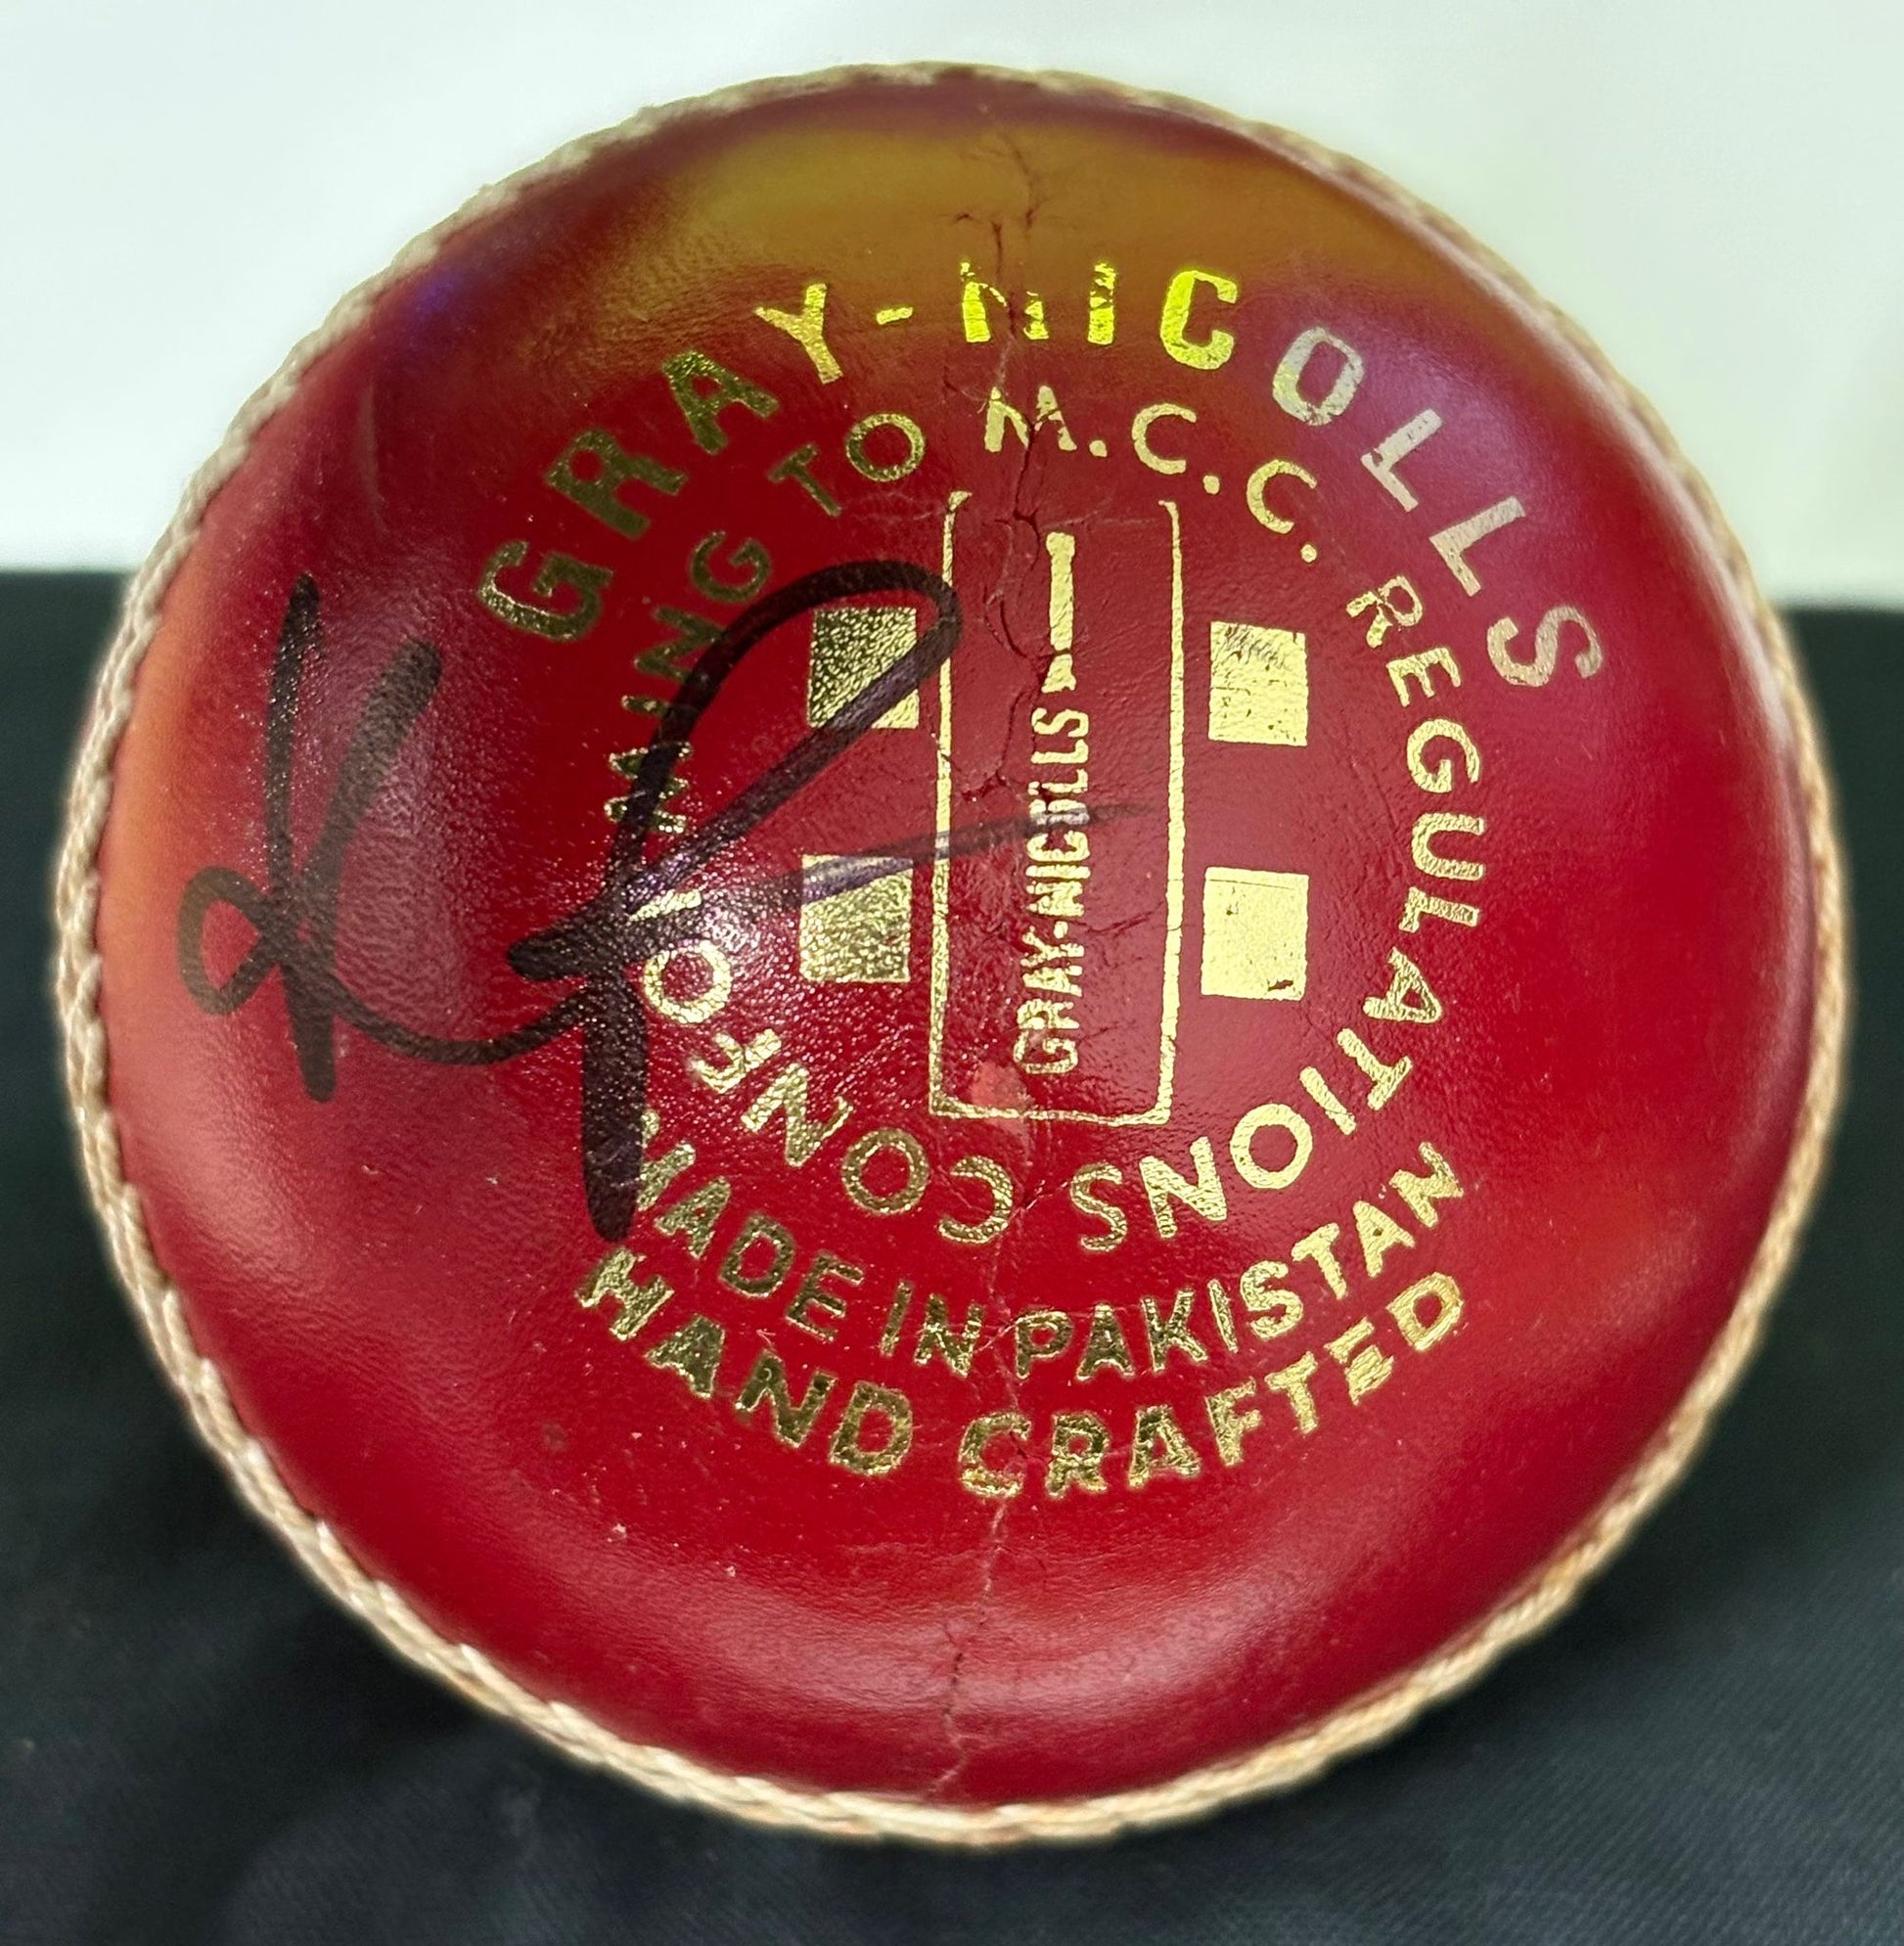 GRAY-NICOLLS
CONFORMING TO M.C.C. REGULATIONS
GRAY-NICOLLS
MADE IN PAKISTAN
HAND CRAFTED